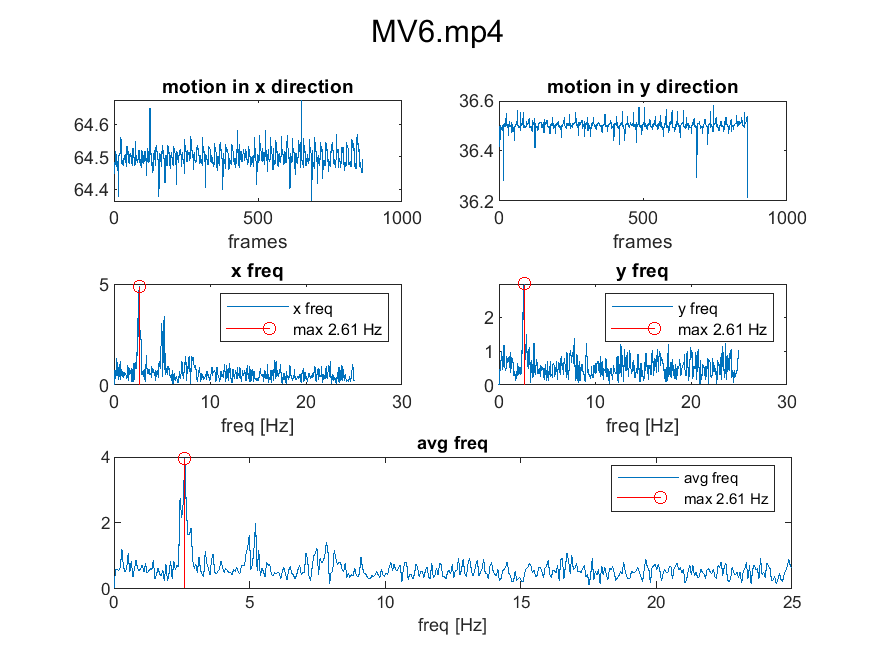 MV6.mp4
motion in x direction
64.6
64.5
64.4
0 500 1000
frames
motion in y direction
36.6
36.4
36.2
0 500 1000
frames
x freq
5
0
0 10 20 30
freq [Hz]
x freq
max 2.61 Hz
y freq
2
1
0
0 10 20 30
freq [Hz]
y freq
max 2.61 Hz
avg freq
4
2
0
0 5 10 15 20 25
freq [Hz]
avg freq
max 2.61 Hz